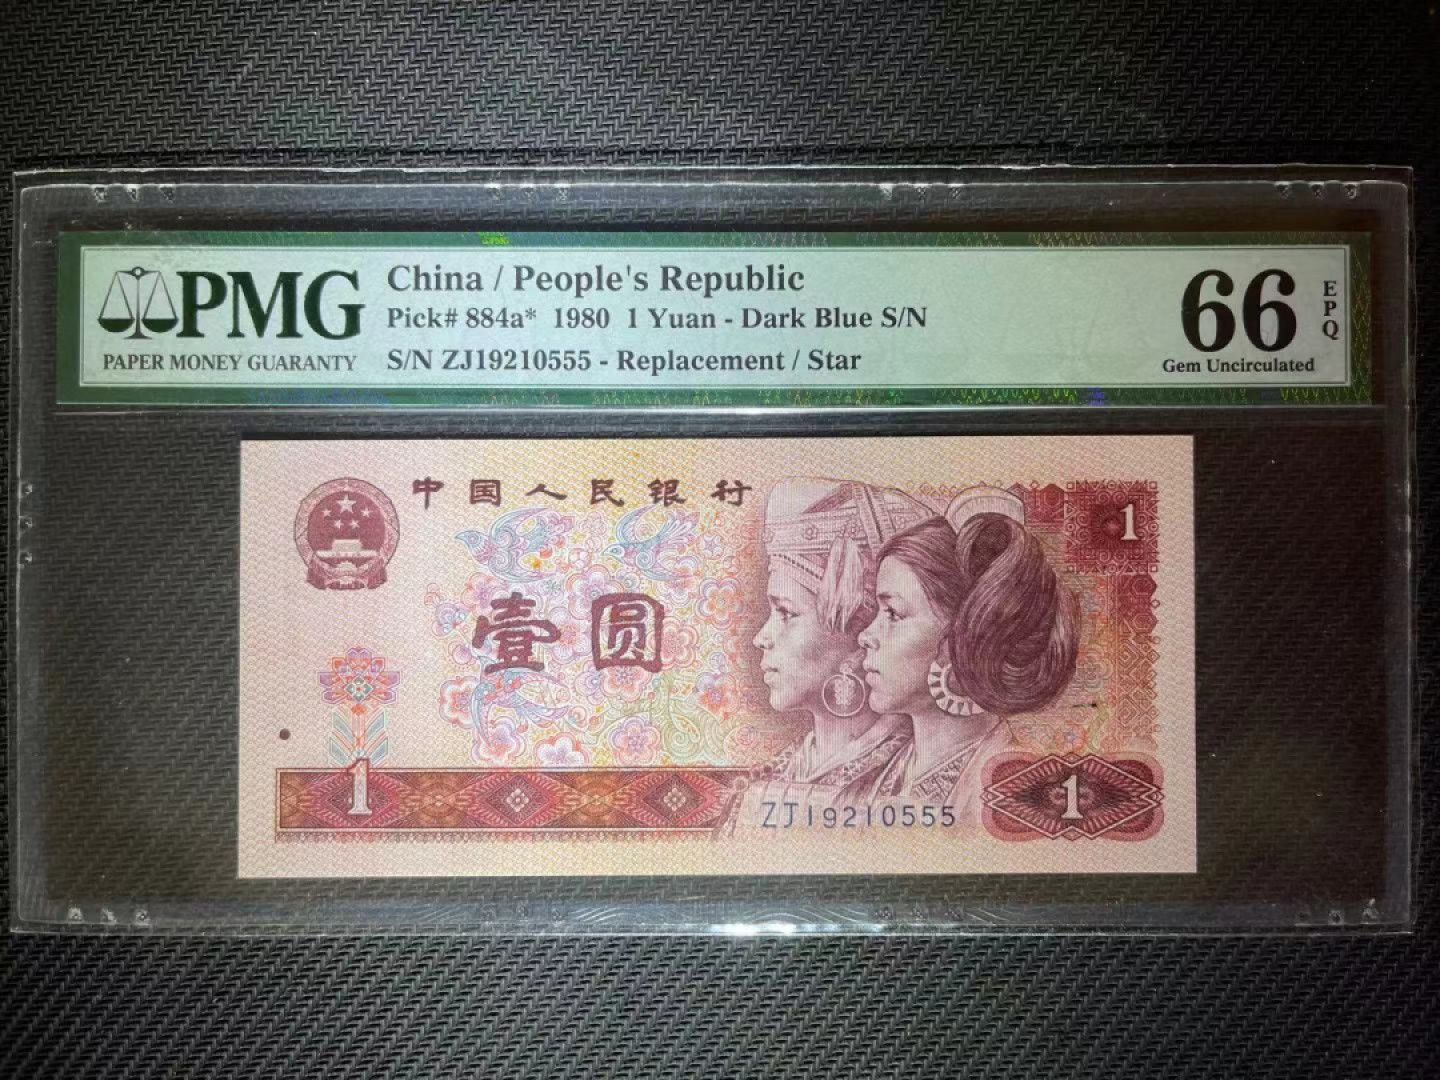 PMG
PAPER MONEY GUARANTY
China / People's Republic
Pick# 884a* 1980 1 Yuan - Dark Blue S/N
S/N ZJ19210555 - Replacement / Star
66
EPQ
Gem Uncirculated
中国人民银行
1
壹圆
1
ZJ19210555
1